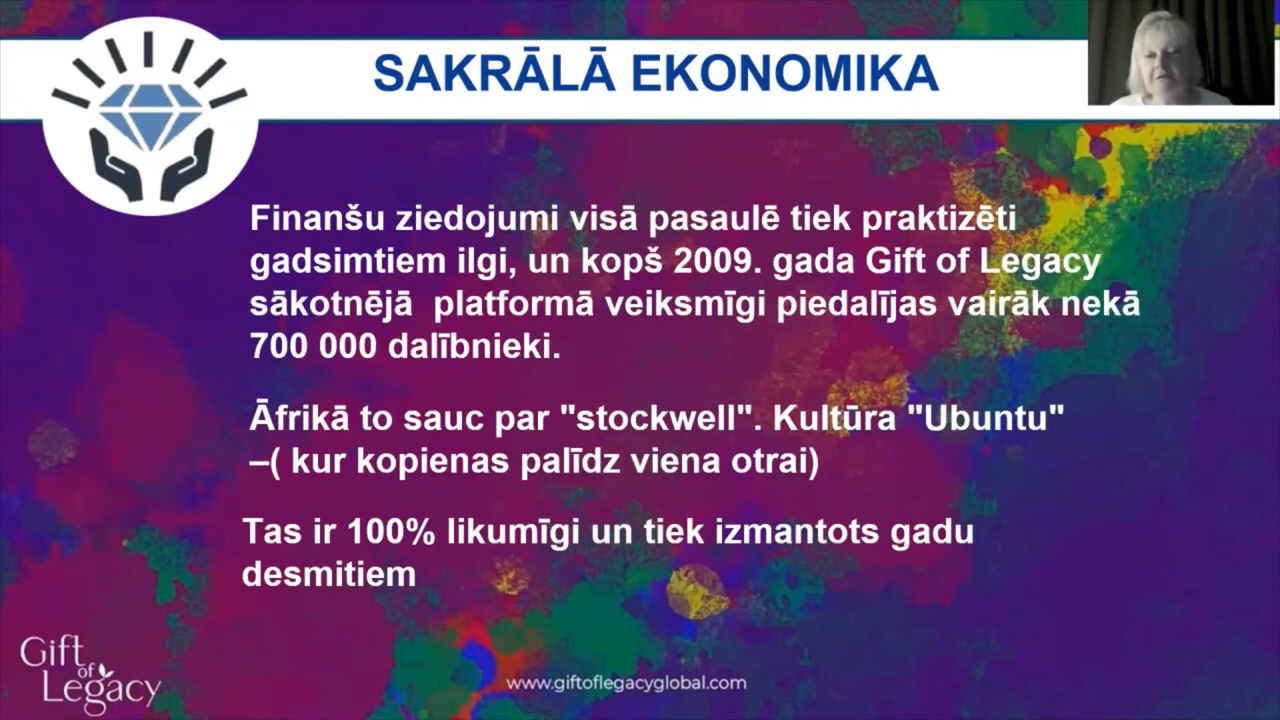 SAKRĀLĀ EKONOMIKA
Finanšu ziedojumi visā pasaulē tiek praktizēti
gadsimtiem ilgi, un kopš 2009. gada Gift of Legacy
sākotnējā  platformā veiksmīgi piedalījas vairāk nekā
700 000 dalībnieki.
Āfrikā to sauc par "stockwell". Kultūra "Ubuntu"
–( kur kopienas palīdz viena otrai)
Tas ir 100% likumīgi un tiek izmantots gadu
desmitiem
Gift
of
Legacy
www.giftoflegacyglobal.com